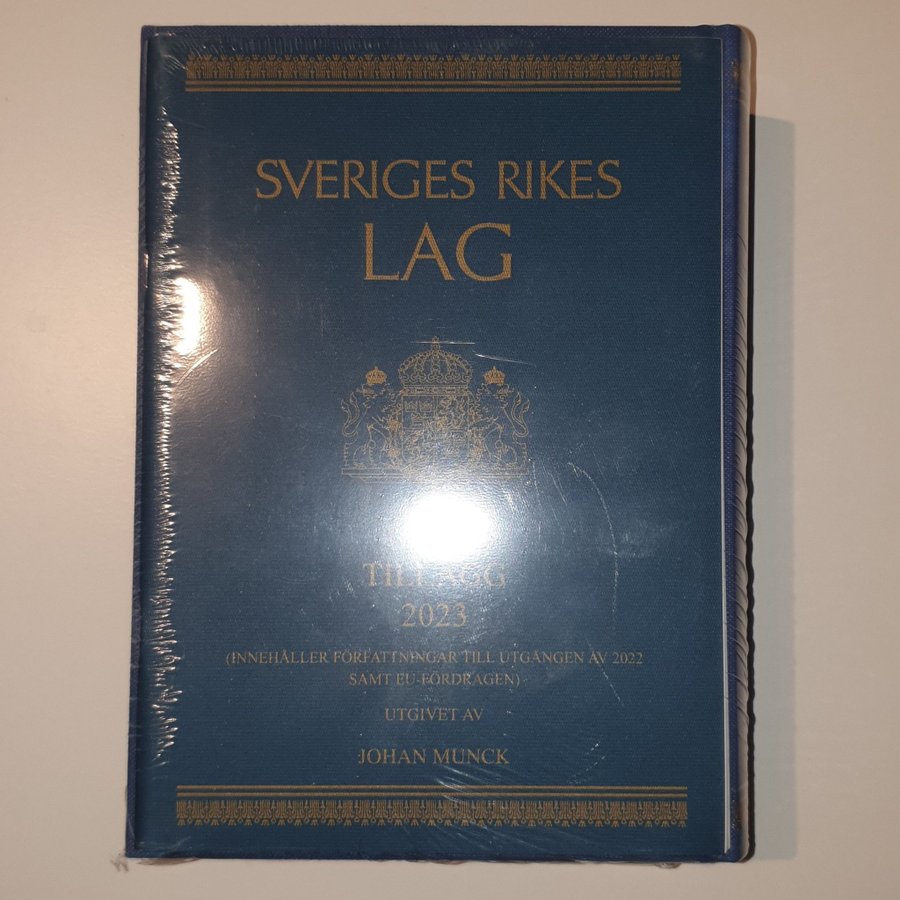 SVERIGES RIKES
LAG
TILLÄGG
2023
(INNEHÅLLER FÖRFATTNINGAR TILL UTGÅNGEN AV 2022
SAMT EU-FÖRDRAGEN)
UTGIVET AV
JOHAN MUNCK